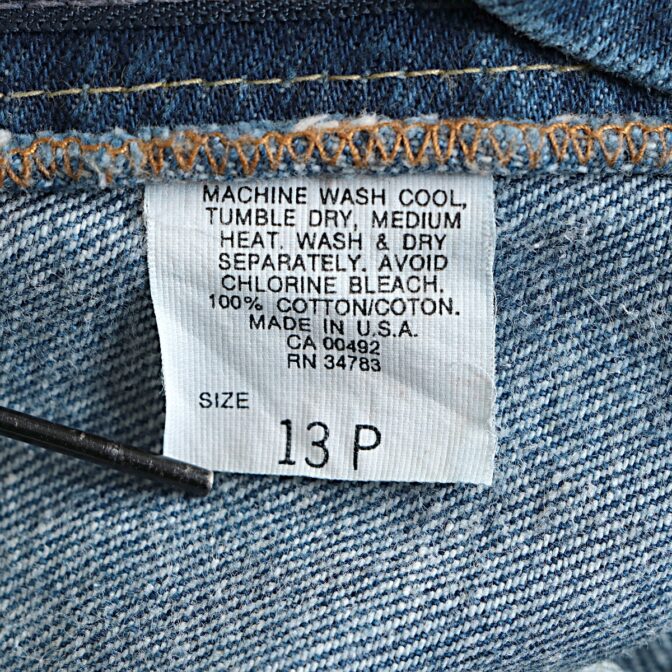 MACHINE WASH COOL,
TUMBLE DRY, MEDIUM
HEAT. WASH & DRY
SEPARATELY. AVOID
CHLORINE BLEACH.
100% COTTON/COTON.
MADE IN U.S.A.
CA 00492
RN 34783
SIZE
13 P